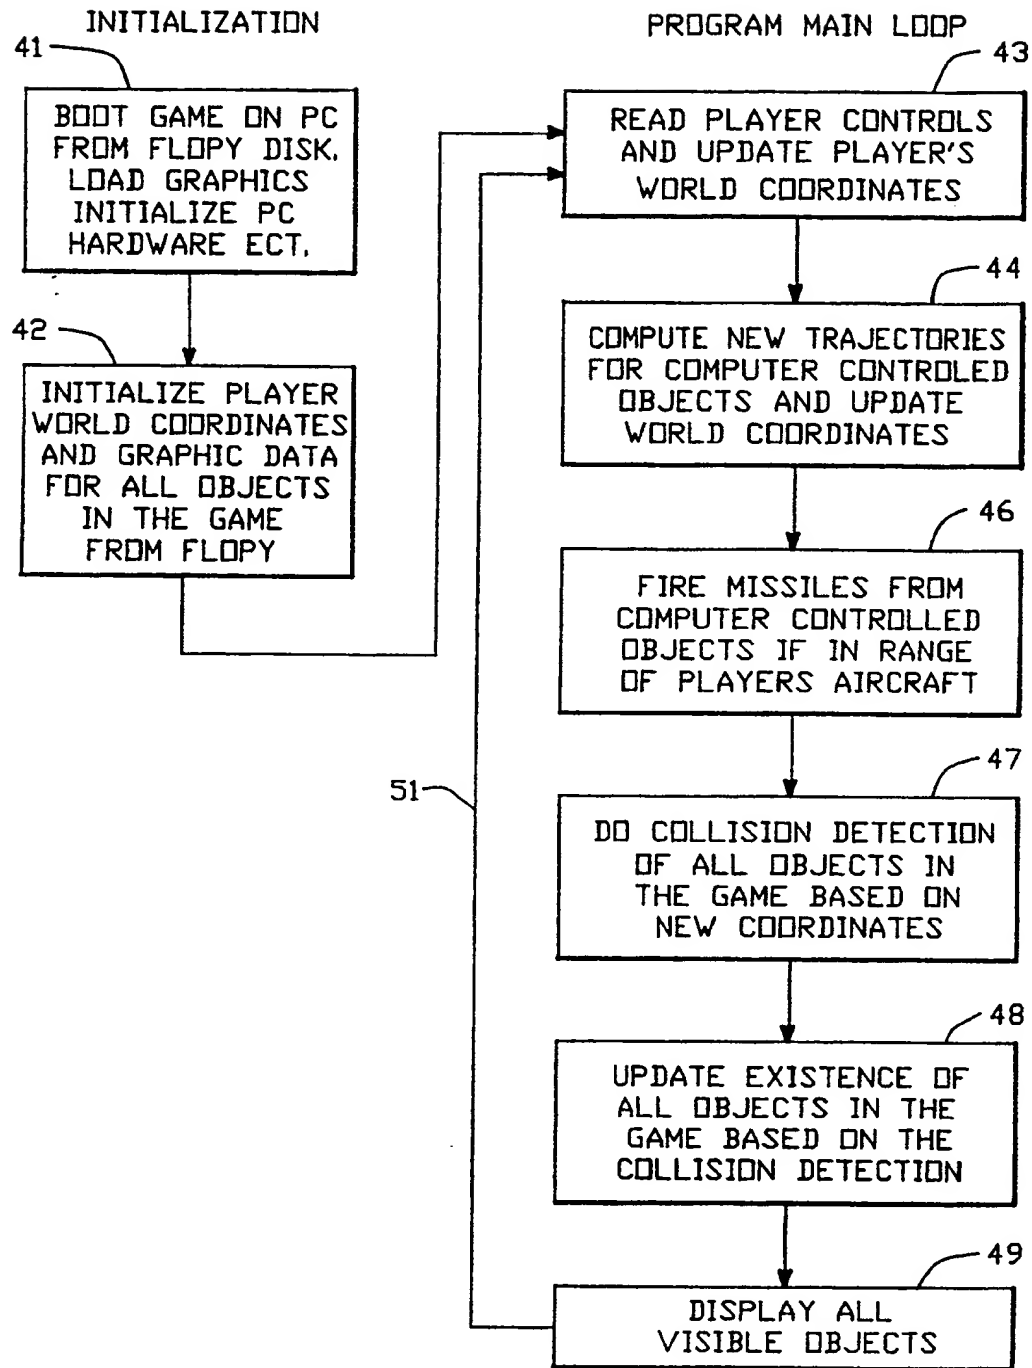 INITIALIZATION
41
BOOT GAME ON PC
FROM FLOPY DISK.
LOAD GRAPHICS
INITIALIZE PC
HARDWARE ECT.
42
INITIALIZE PLAYER
WORLD COORDINATES
AND GRAPHIC DATA
FOR ALL OBJECTS
IN THE GAME
FROM FLOPY
PROGRAM MAIN LOOP
43
READ PLAYER CONTROLS
AND UPDATE PLAYER'S
WORLD COORDINATES
44
COMPUTE NEW TRAJECTORIES
FOR COMPUTER CONTROLED
OBJECTS AND UPDATE
WORLD COORDINATES
46
FIRE MISSILES FROM
COMPUTER CONTROLLED
OBJECTS IF IN RANGE
OF PLAYERS AIRCRAFT
47
DO COLLISION DETECTION
OF ALL OBJECTS IN
THE GAME BASED ON
NEW COORDINATES
48
UPDATE EXISTENCE OF
ALL OBJECTS IN THE
GAME BASED ON THE
COLLISION DETECTION
49
DISPLAY ALL
VISIBLE OBJECTS
51